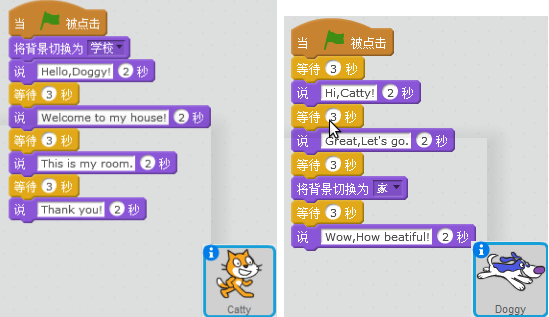 当 被点击
将背景切换为 学校
说 Hello,Doggy! 2 秒
等待 3 秒
说 Welcome to my house! 2 秒
等待 3 秒
说 This is my room. 2 秒
等待 3 秒
说 Thank you! 2 秒
Catty
当 被点击
等待 3 秒
说 Hi,Catty! 2 秒
等待 3 秒
说 Great,Let's go. 2 秒
等待 3 秒
将背景切换为 家
等待 3 秒
说 Wow,How beatiful! 2 秒
Doggy